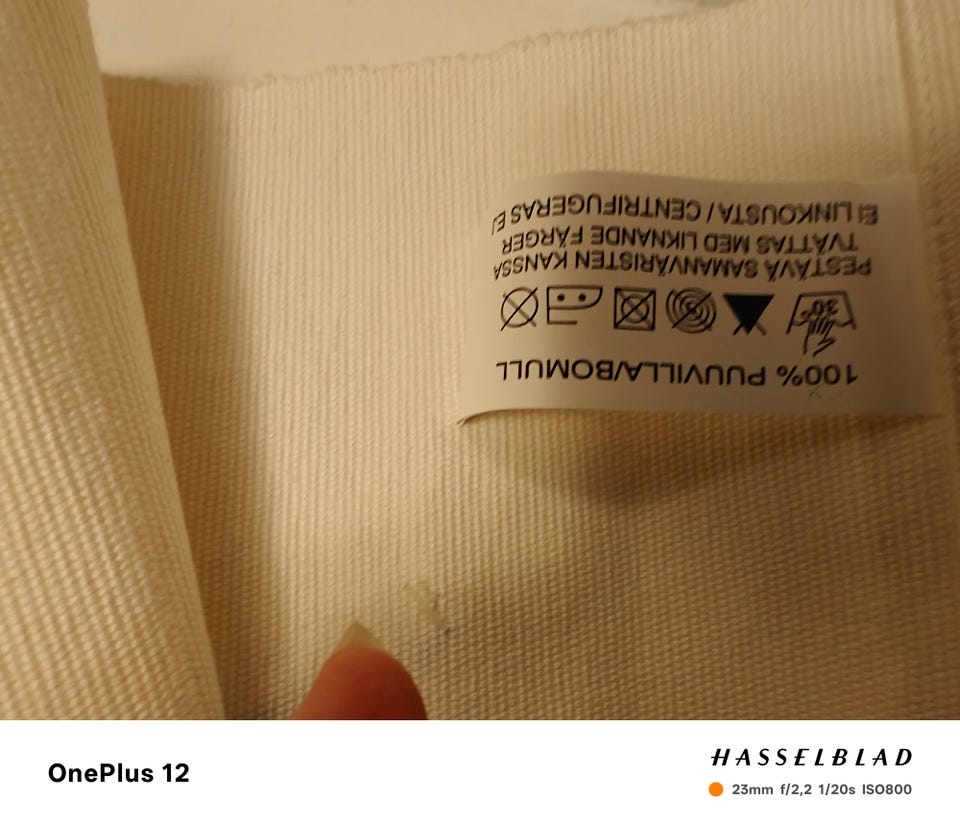 100% PUUVILLA/BOMULL
30
PESTÄVÄ SAMANVÄRISTEN KANSSA
TVÄTTAS MED LIKNANDE FÄRGER
EI LINKOUSTA / CENTRIFUGERAS EJ
OnePlus 12
HASSELBLAD
23mm f/2,2 1/20s ISO800